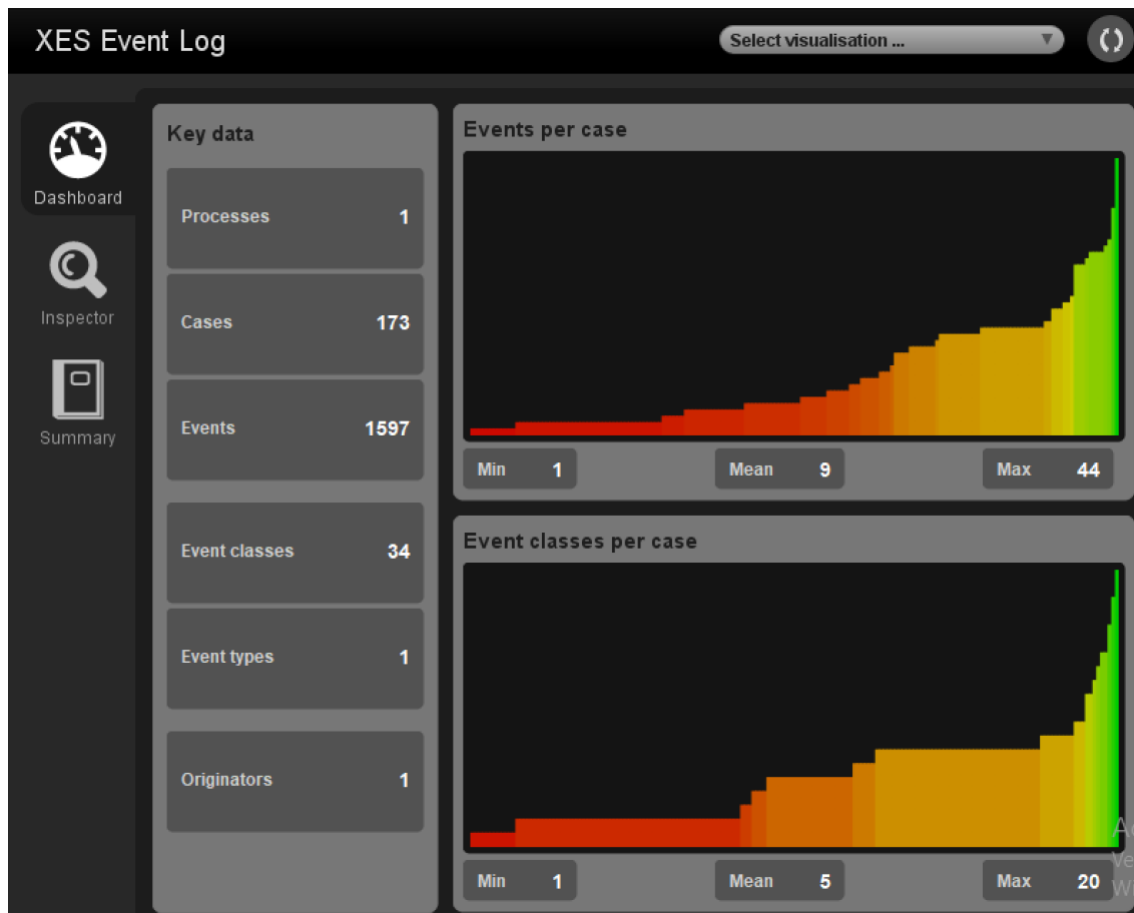 XES Event Log
Select visualisation ...
Dashboard
Inspector
Summary
Key data
Processes 1
Cases 173
Events 1597
Event classes 34
Event types 1
Originators 1
Events per case
Min 1
Mean 9
Max 44
Event classes per case
Min 1
Mean 5
Max 20